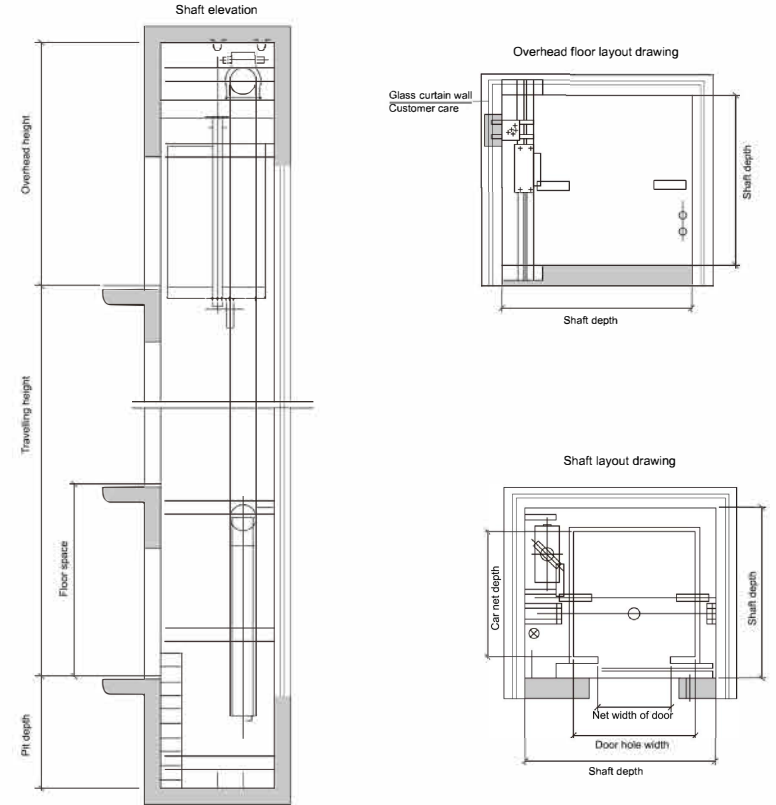 Shaft elevation
Overhead height
Travelling height
Floor space
Pit depth
Overhead floor layout drawing
Glass curtain wall
Customer care
Shaft depth
Shaft depth
Shaft layout drawing
Car net depth
Shaft depth
Net width of door
Door hole width
Shaft depth